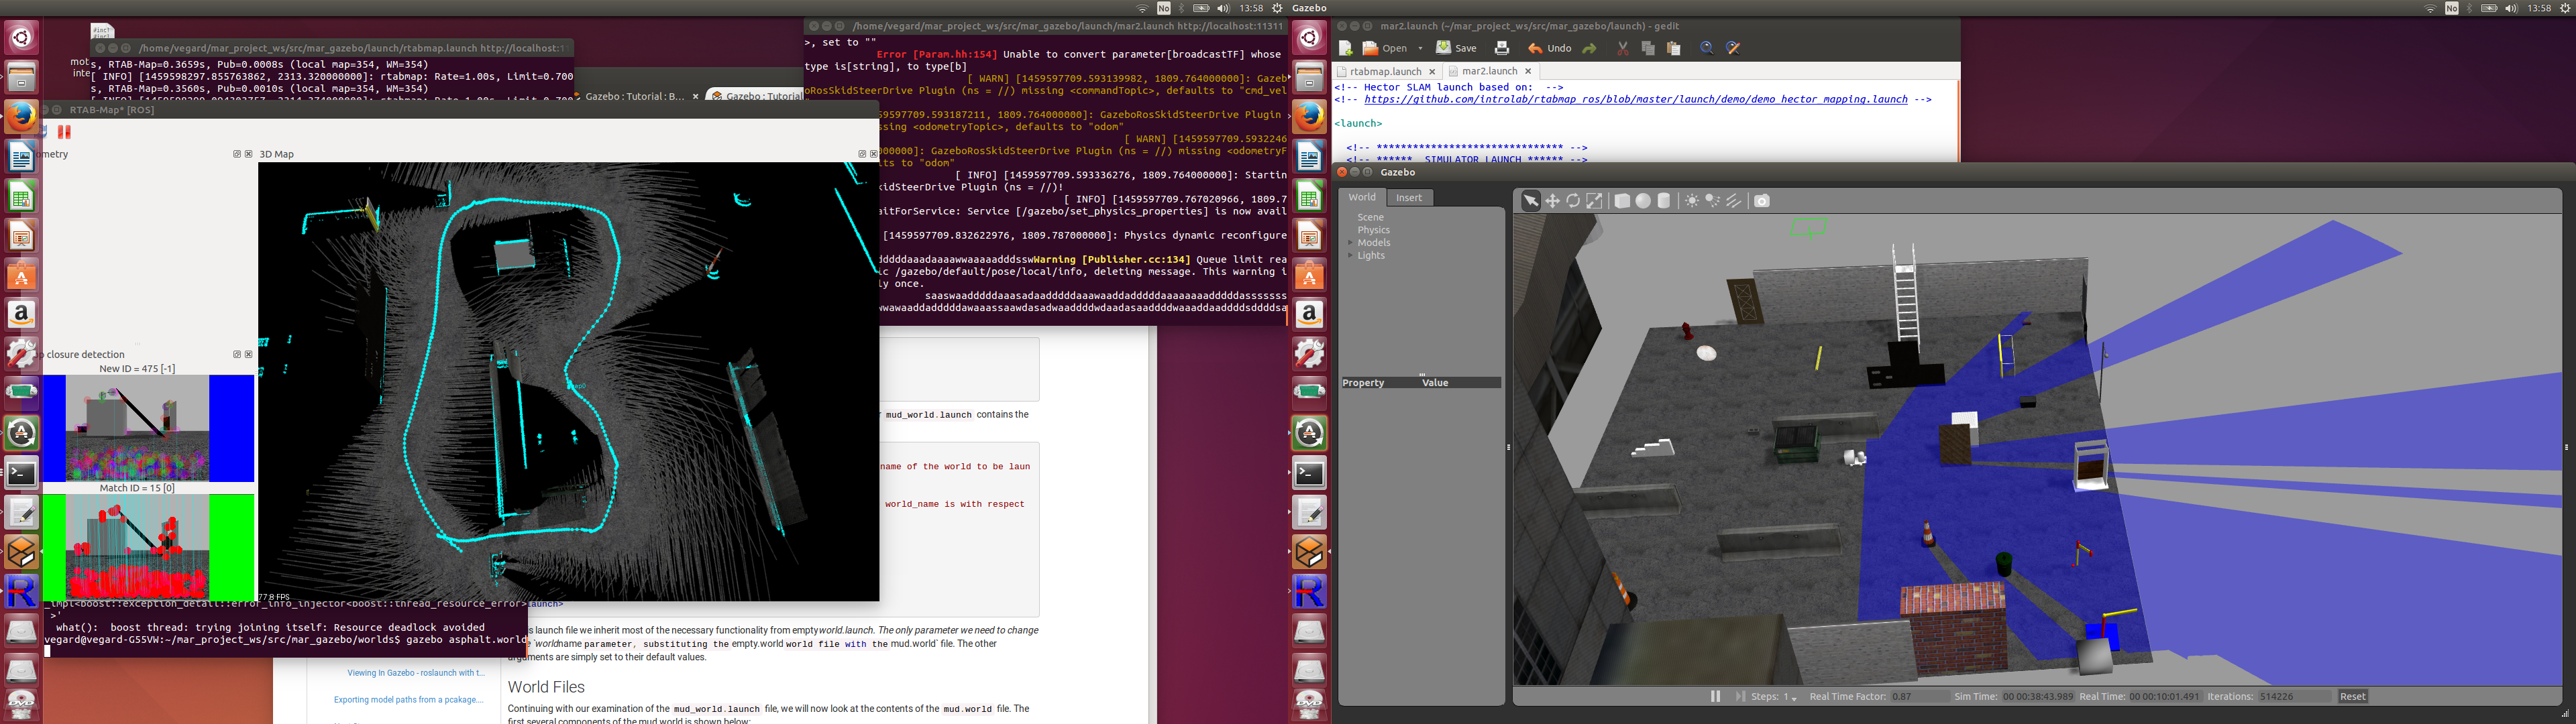 No
13:58
Gazebo
No
13:58
#incl
mot
inte
/home/vegard/mar_project_ws/src/mar_gazebo/launch/rtabmap.launch http://localhost:1
s, RTAB-Map=0.3659s, Pub=0.0008s (local map=354, WM=354)
[ INFO] [1459598297.855763862, 2313.320000000]: rtabmap: Rate=1.00s, Limit=0.700
s, RTAB-Map=0.3560s, Pub=0.0010s (local map=354, WM=354)
Gazebo : Tutorial : B...
Gazebo : Tutorial
RTAB-Map* [ROS]
ometry
3D Map
p closure detection
New ID = 475 [-1]
Match ID = 15 [0]
77.8 FPS
_impl<boost::exception_detail::error_info_injector<boost::thread_resource_error>
>'
what():  boost thread: trying joining itself: Resource deadlock avoided
vegard@vegard-G55VW:~/mar_project_ws/src/mar_gazebo/worlds$ gazebo asphalt.world
/home/vegard/mar_project_ws/src/mar_gazebo/launch/mar2.launch http://localhost:11311
>, set to ""
Error [Param.hh:154] Unable to convert parameter[broadcastTF] whose
type is[string], to type[b]
[ WARN] [1459597709.593139982, 1809.764000000]: Gazeb
oRosSkidSteerDrive Plugin (ns = //) missing <commandTopic>, defaults to "cmd_vel
59597709.593187211, 1809.764000000]: GazeboRosSkidSteerDrive Plugin
ssing <odometryTopic>, defaults to "odom"
[ WARN] [1459597709.5932246
00000]: GazeboRosSkidSteerDrive Plugin (ns = //) missing <odometryF
lts to "odom"
[ INFO] [1459597709.593336276, 1809.764000000]: Startin
kidSteerDrive Plugin (ns = //)!
[ INFO] [1459597709.767020966, 1809.7
aitForService: Service [/gazebo/set_physics_properties] is now avail
[1459597709.832622976, 1809.787000000]: Physics dynamic reconfigure
Warning [Publisher.cc:134] Queue limit rea
ic /gazebo/default/pose/local/info, deleting message. This warning i
ly once.
mud_world.launch contains the
name of the world to be laun
world_name is with respect
launch>
s launch file we inherit most of the necessary functionality from emptyworld.launch. The only parameter we need to change
`worldname parameter, substituting the empty.world world file with the mud.world` file. The other
arguments are simply set to their default values.
Viewing In Gazebo - roslaunch with t...
Exporting model paths from a pcakage....
World Files
Continuing with our examination of the mud_world.launch file, we will now look at the contents of the mud.world file. The
first several components of the mud world is shown below:
mar2.launch (~/mar_project_ws/src/mar_gazebo/launch) - gedit
Open
Save
Undo
rtabmap.launch
mar2.launch
<!-- Hector SLAM launch based on:  -->
<!-- https://github.com/introlab/rtabmap_ros/blob/master/launch/demo/demo_hector_mapping.launch -->
<launch>
<!-- ****************************** -->
<!-- ****** SIMULATOR LAUNCH ****** -->
Gazebo
World
Insert
Scene
Physics
Models
Lights
Property
Value
Steps: 1
Real Time Factor: 0.87
Sim Time: 00 00:38:43.989
Real Time: 00 00:10:01.491
Iterations: 514226
Reset